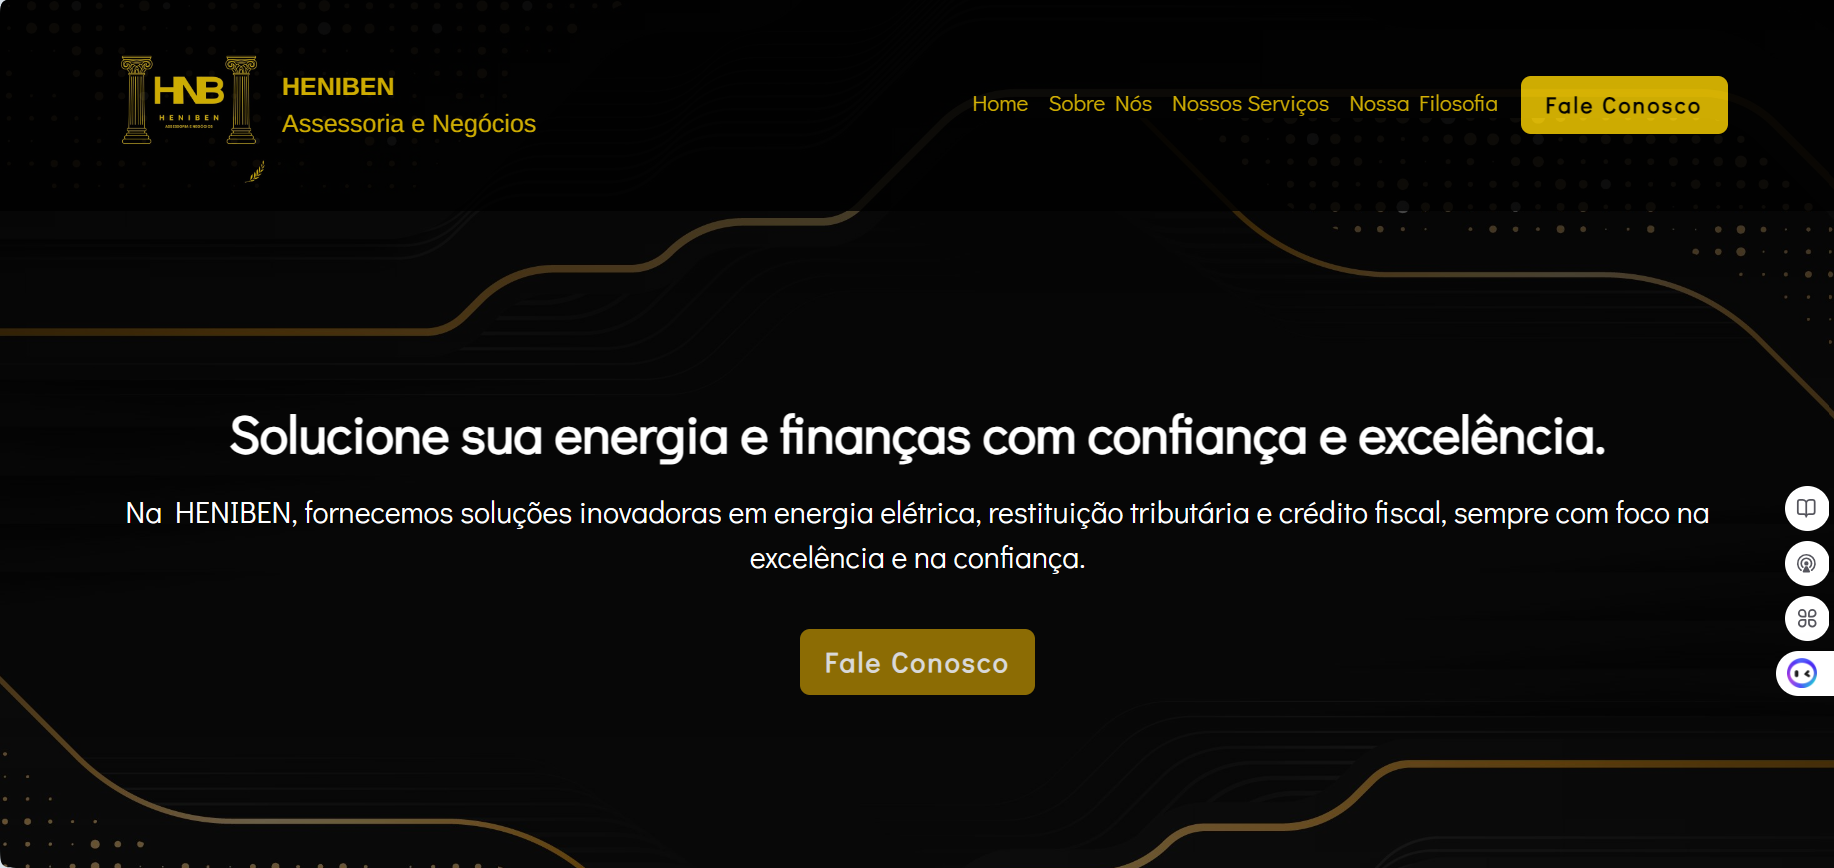 HNB
HENIBEN
ASSESSORIA E NEGÓCIOS
HENIBEN
Assessoria e Negócios
Home Sobre Nós Nossos Serviços Nossa Filosofia Fale Conosco
Solucione sua energia e finanças com confiança e excelência.
Na HENIBEN, fornecemos soluções inovadoras em energia elétrica, restituição tributária e crédito fiscal, sempre com foco na
excelência e na confiança.
Fale Conosco